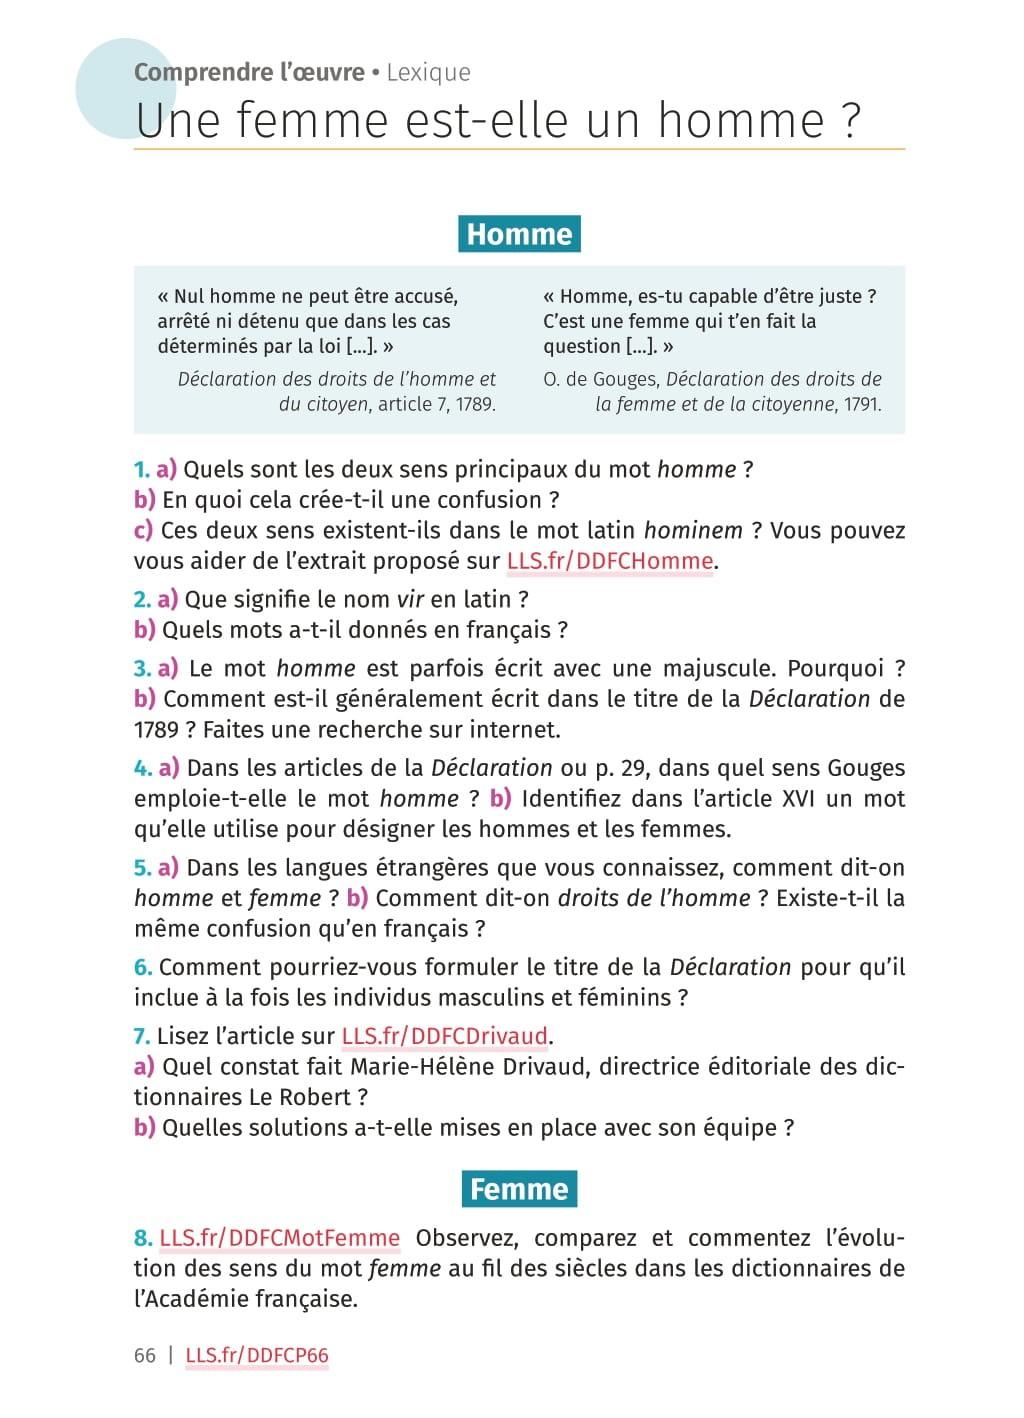 Comprendre l’œuvre • Lexique
Une femme est-elle un homme ?
Homme
« Nul homme ne peut être accusé,
arrêté ni détenu que dans les cas
déterminés par la loi […]. »
Déclaration des droits de l’homme et
du citoyen, article 7, 1789.
« Homme, es-tu capable d’être juste ?
C’est une femme qui t’en fait la
question […]. »
O. de Gouges, Déclaration des droits de
la femme et de la citoyenne, 1791.
1. a) Quels sont les deux sens principaux du mot homme ?
b) En quoi cela crée-t-il une confusion ?
c) Ces deux sens existent-ils dans le mot latin hominem ? Vous pouvez
vous aider de l’extrait proposé sur LLS.fr/DDFCHomme.
2. a) Que signifie le nom vir en latin ?
b) Quels mots a-t-il donnés en français ?
3. a) Le mot homme est parfois écrit avec une majuscule. Pourquoi ?
b) Comment est-il généralement écrit dans le titre de la Déclaration de
1789 ? Faites une recherche sur internet.
4. a) Dans les articles de la Déclaration ou p. 29, dans quel sens Gouges
emploie-t-elle le mot homme ? b) Identifiez dans l’article XVI un mot
qu’elle utilise pour désigner les hommes et les femmes.
5. a) Dans les langues étrangères que vous connaissez, comment dit-on
homme et femme ? b) Comment dit-on droits de l’homme ? Existe-t-il la
même confusion qu’en français ?
6. Comment pourriez-vous formuler le titre de la Déclaration pour qu’il
inclue à la fois les individus masculins et féminins ?
7. Lisez l’article sur LLS.fr/DDFCDrivaud.
a) Quel constat fait Marie-Hélène Drivaud, directrice éditoriale des dic-
tionnaires Le Robert ?
b) Quelles solutions a-t-elle mises en place avec son équipe ?
Femme
8. LLS.fr/DDFCMotFemme Observez, comparez et commentez l’évolu-
tion des sens du mot femme au fil des siècles dans les dictionnaires de
l’Académie française.
66 | LLS.fr/DDFCP66